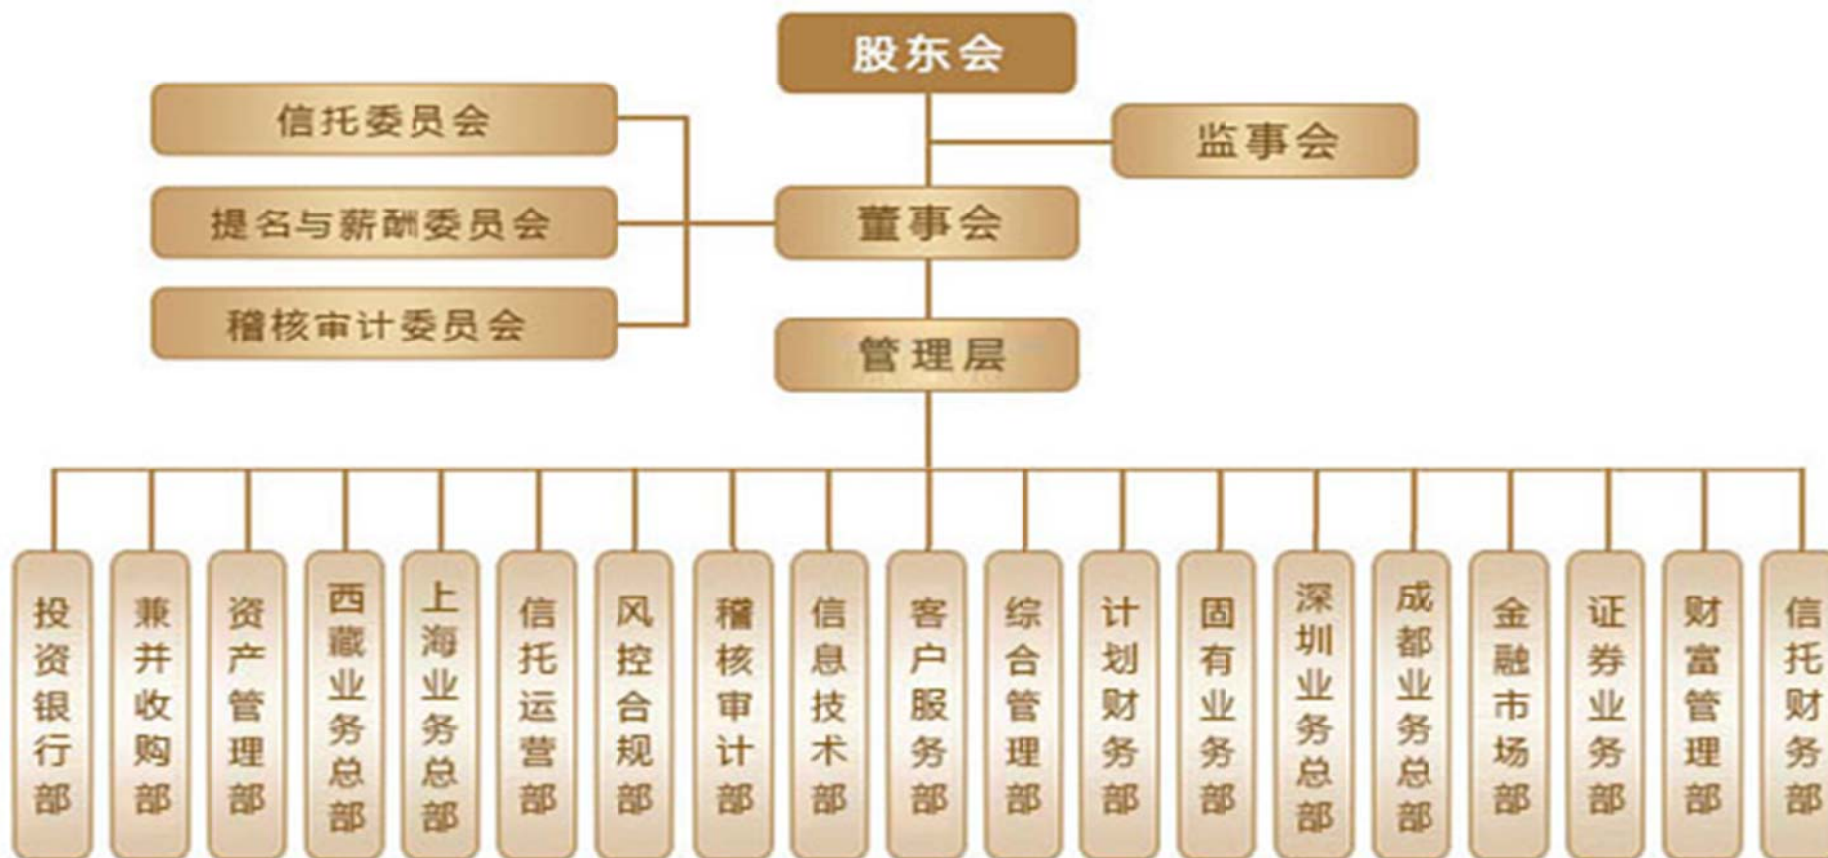 股东会
信托委员会
监事会
提名与薪酬委员会
董事会
稽核审计委员会
管理层
投资银行部
兼并收购部
资产管理部
西藏业务总部
上海业务总部
信托运营部
风控合规部
稽核审计部
信息技术部
客户服务部
综合管理部
计划财务部
固有业务部
深圳业务总部
成都业务总部
金融市场部
证券业务部
财富管理部
信托财务部